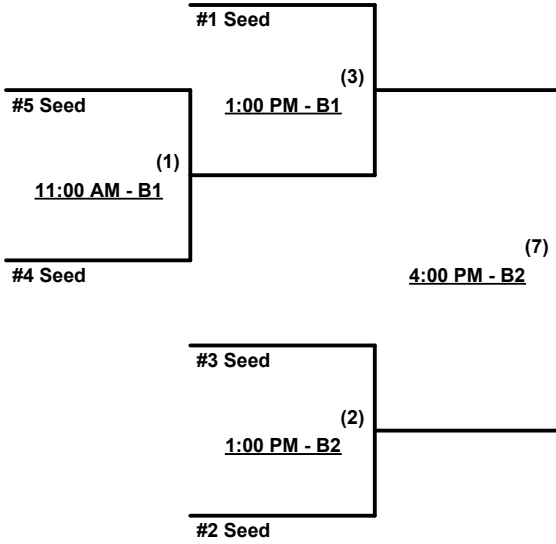 #1 Seed
(3)
1:00 PM - B1
#5 Seed
(1)
11:00 AM - B1
#4 Seed
(7)
4:00 PM - B2
#3 Seed
(2)
1:00 PM - B2
#2 Seed